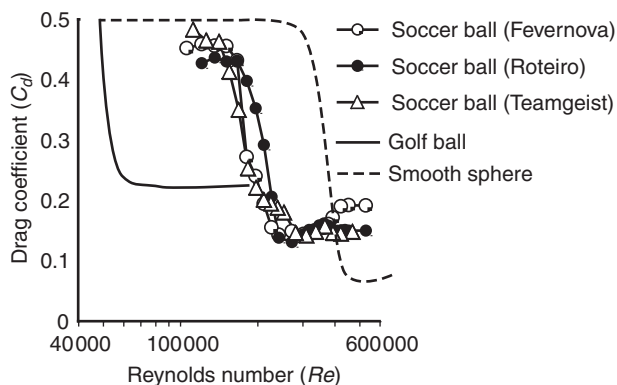 0.5
0.4
0.3
0.2
0.1
0
Drag coefficient (Cd)
40000 100000 600000
Reynolds number (Re)
Soccer ball (Fevernova)
Soccer ball (Roteiro)
Soccer ball (Teamgeist)
Golf ball
Smooth sphere